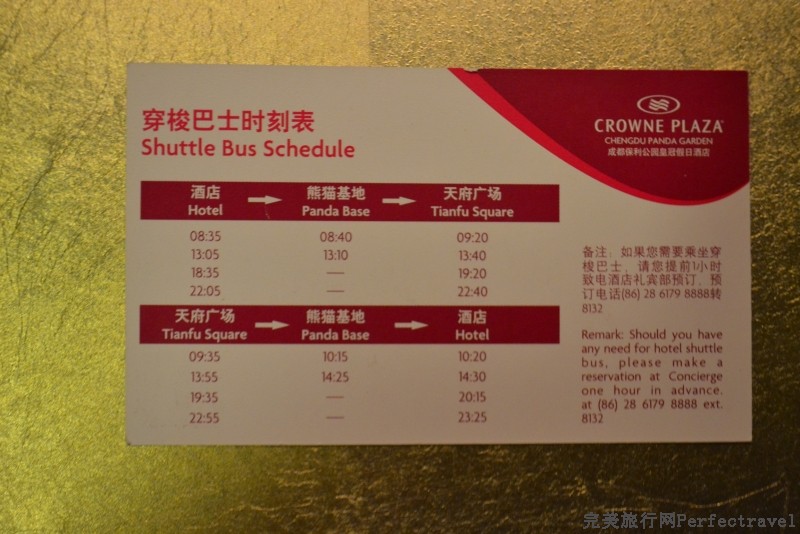 穿梭巴士时刻表
Shuttle Bus Schedule
CROWNE PLAZA
CHENGDU PANDA GARDEN
成都保利公园皇冠假日酒店
酒店 熊猫基地 天府广场
Hotel Panda Base Tianfu Square
08:35 08:40 09:20
13:05 13:10 13:40
18:35 — 19:20
22:05 — 22:40
天府广场 熊猫基地 酒店
Tianfu Square Panda Base Hotel
09:35 10:15 10:20
13:55 14:25 14:30
19:35 — 20:15
22:55 — 23:25
备注：如果您需要乘坐穿
梭巴士，请您提前1小时
致电酒店礼宾部预订，预
订电话(86) 28 6179 8888转
8132
Remark: Should you have
any need for hotel shuttle
bus, please make a
reservation at Concierge
one hour in advance.
at (86) 28 6179 8888 ext.
8132
完美旅行网Perfectravel